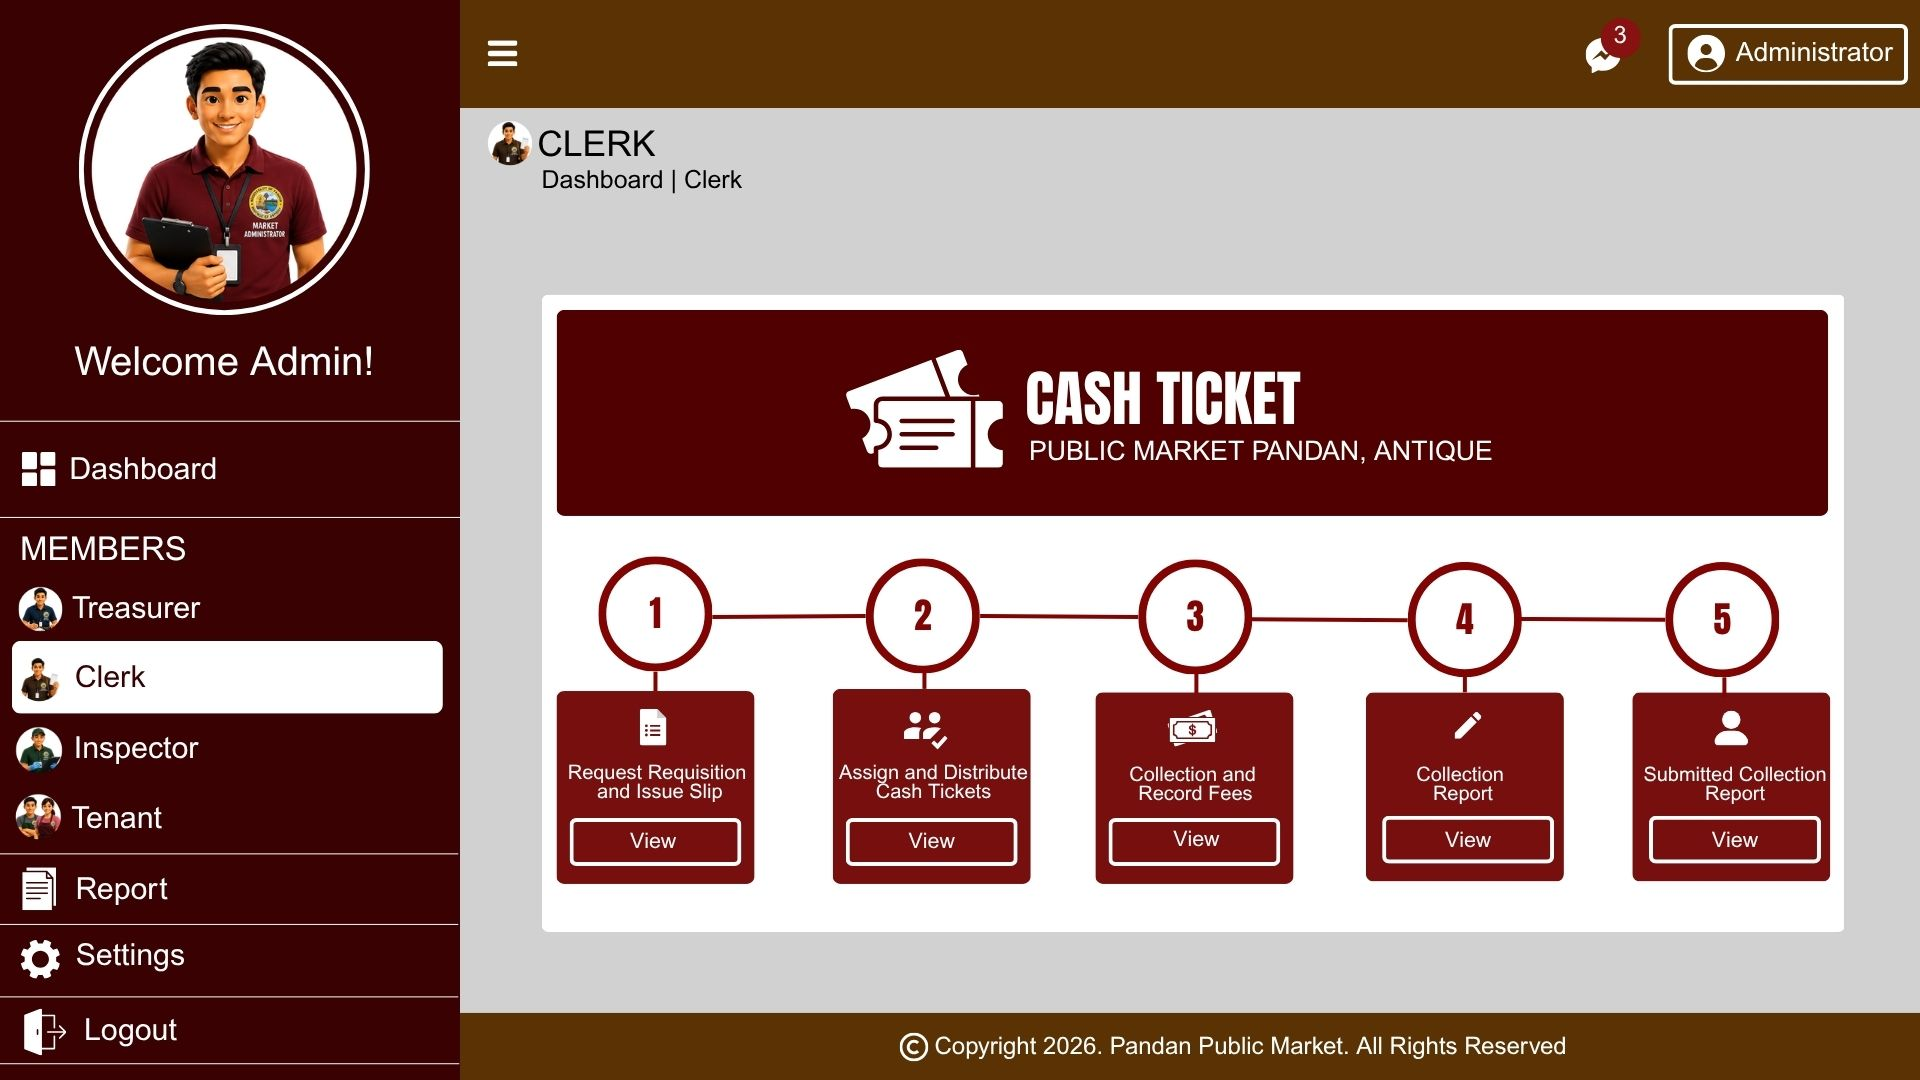 MARKET
ADMINISTRATOR
Welcome Admin!
Dashboard
MEMBERS
Treasurer
Clerk
Inspector
Tenant
Report
Settings
Logout
3
Administrator
CLERK
Dashboard | Clerk
CASH TICKET
PUBLIC MARKET PANDAN, ANTIQUE
1
2
3
4
5
Request Requisition
and Issue Slip
View
Assign and Distribute
Cash Tickets
View
$
Collection and
Record Fees
View
Collection
Report
View
Submitted Collection
Report
View
© Copyright 2026. Pandan Public Market. All Rights Reserved